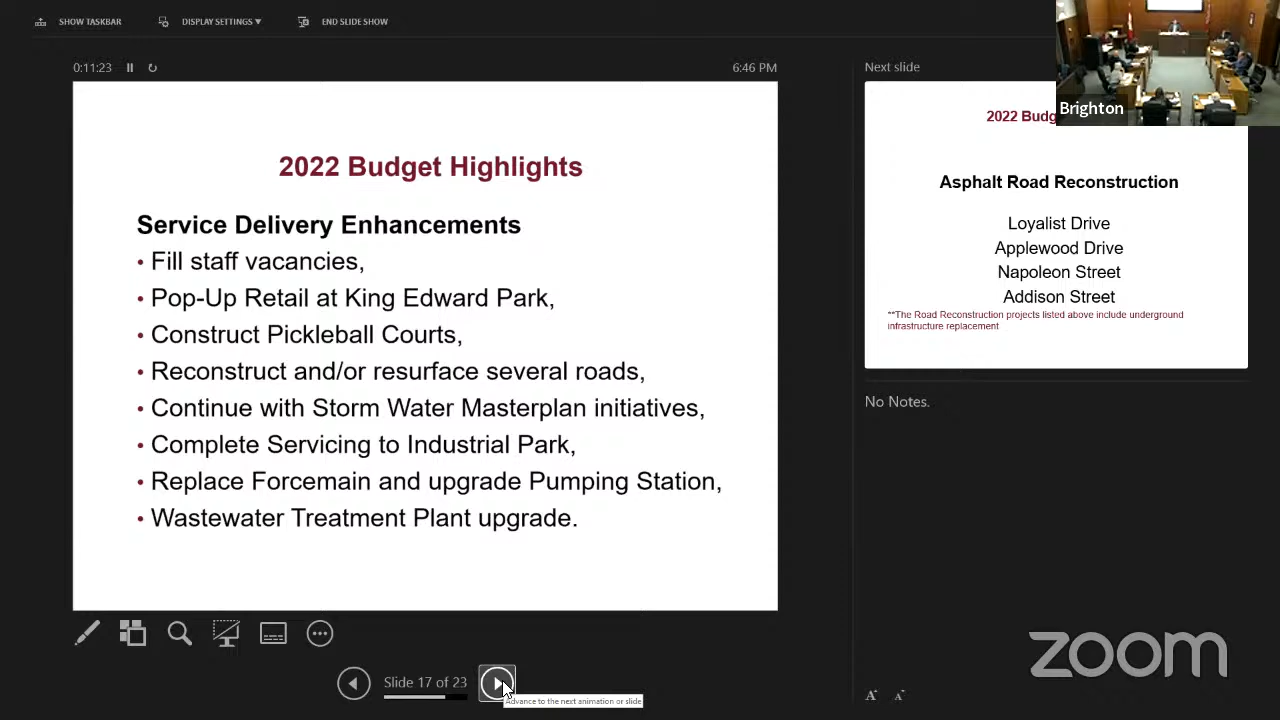 SHOW TASKBAR DISPLAY SETTINGS ▼ END SLIDE SHOW
0:11:23 6:46 PM
2022 Budget Highlights
Service Delivery Enhancements
• Fill staff vacancies,
• Pop-Up Retail at King Edward Park,
• Construct Pickleball Courts,
• Reconstruct and/or resurface several roads,
• Continue with Storm Water Masterplan initiatives,
• Complete Servicing to Industrial Park,
• Replace Forcemain and upgrade Pumping Station,
• Wastewater Treatment Plant upgrade.
Slide 17 of 23
Advance to the next animation or slide
Next slide
Brighton
2022 Budg
Asphalt Road Reconstruction
Loyalist Drive
Applewood Drive
Napoleon Street
Addison Street
**The Road Reconstruction projects listed above include underground
infrastructure replacement
No Notes.
zoom
A A